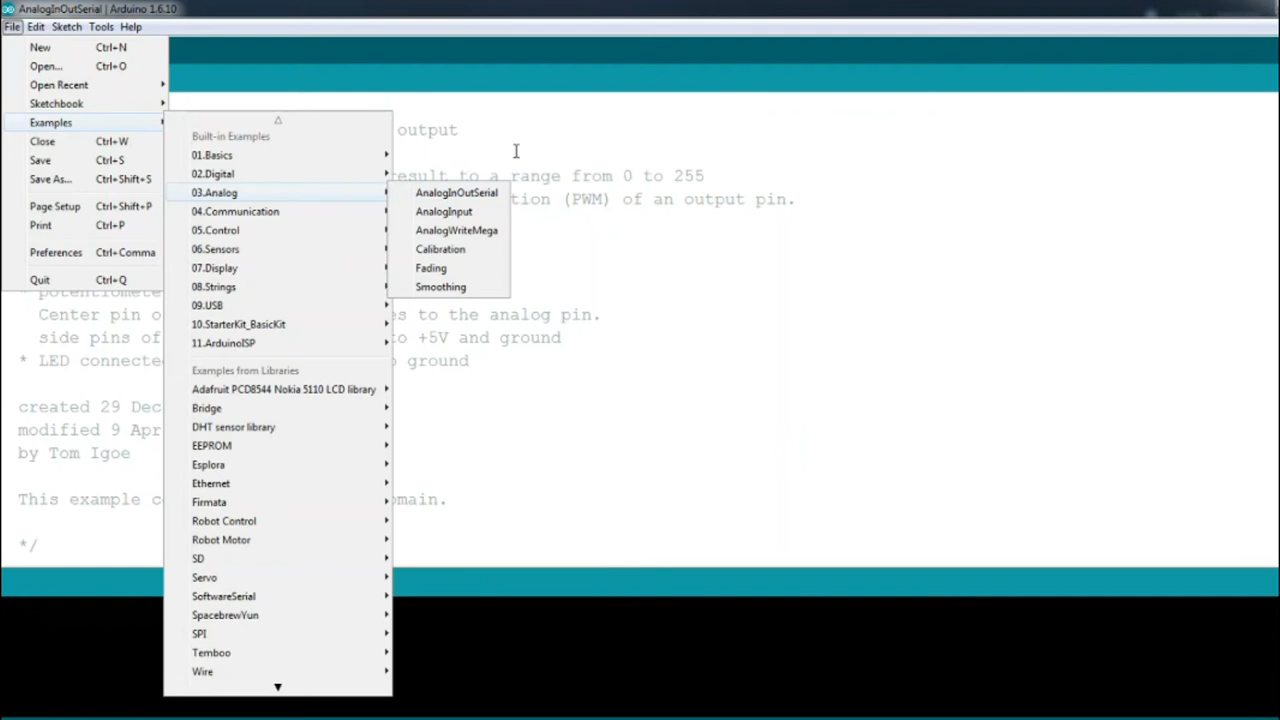 AnalogInOutSerial | Arduino 1.6.10
File Edit Sketch Tools Help
New Ctrl+N
Open... Ctrl+O
Open Recent
Sketchbook
Examples
Close Ctrl+W
Save Ctrl+S
Save As... Ctrl+Shift+S
Page Setup Ctrl+Shift+P
Print Ctrl+P
Preferences Ctrl+Comma
Quit Ctrl+Q
Built-in Examples
01.Basics
02.Digital
03.Analog
04.Communication
05.Control
06.Sensors
07.Display
08.Strings
09.USB
10.StarterKit_BasicKit
11.ArduinoISP
Examples from Libraries
Adafruit PCD8544 Nokia 5110 LCD library
Bridge
DHT sensor library
EEPROM
Esplora
Ethernet
Firmata
Robot Control
Robot Motor
SD
Servo
SoftwareSerial
SpacebrewYun
SPI
Temboo
Wire
AnalogInOutSerial
AnalogInput
AnalogWriteMega
Calibration
Fading
Smoothing
output
result to a range from 0 to 255
tion (PWM) of an output pin.
* potentiomete
Center pin o es to the analog pin.
side pins of to +5V and ground
* LED connecte o ground
created 29 Dec
modified 9 Apr
by Tom Igoe
This example c omain.
*/